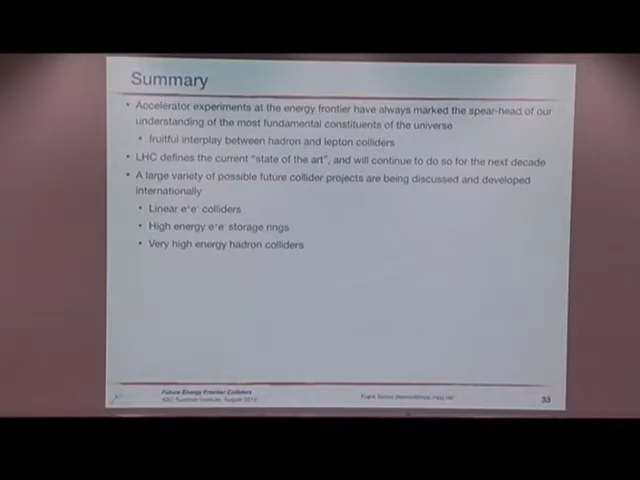 Summary
• Accelerator experiments at the energy frontier have always marked the spear-head of our
understanding of the most fundamental constituents of the universe
• fruitful interplay between hadron and lepton colliders
• LHC defines the current "state of the art", and will continue to do so for the next decade
• A large variety of possible future collider projects are being discussed and developed
internationally
• Linear e⁺e⁻ colliders
• High energy e⁺e⁻ storage rings
• Very high energy hadron colliders
Future Energy Frontier Colliders
Institute, August
Frank Simon
33